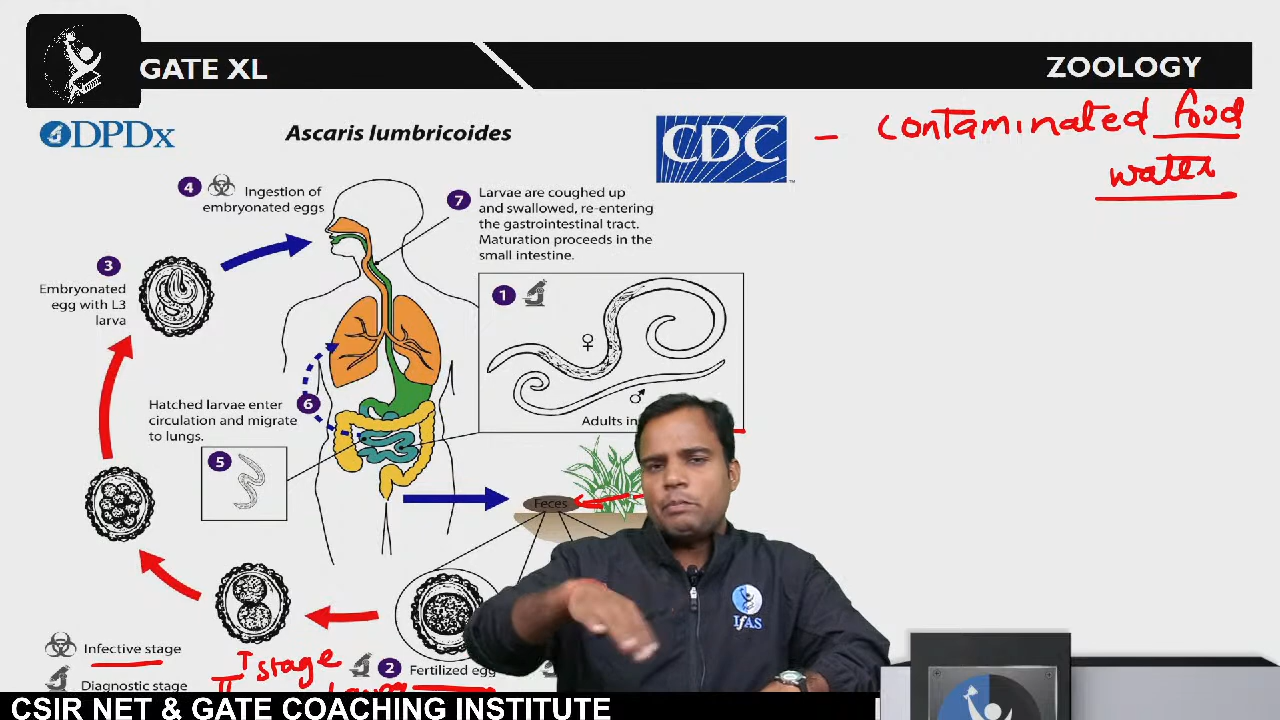 GATE XL
ZOOLOGY
DPDx
Ascaris lumbricoides
CDC
- contaminated food
water
4
Ingestion of
embryonated eggs
7
Larvae are coughed up
and swallowed, re-entering
the gastrointestinal tract.
Maturation proceeds in the
small intestine.
3
Embryonated
egg with L3
larva
1
♀
♂
Adults in
6
Hatched larvae enter
circulation and migrate
to lungs.
5
Feces
Infective stage
I stage
2
Fertilized egg
II
Diagnostic stage
IfAS
CSIR NET & GATE COACHING INSTITUTE